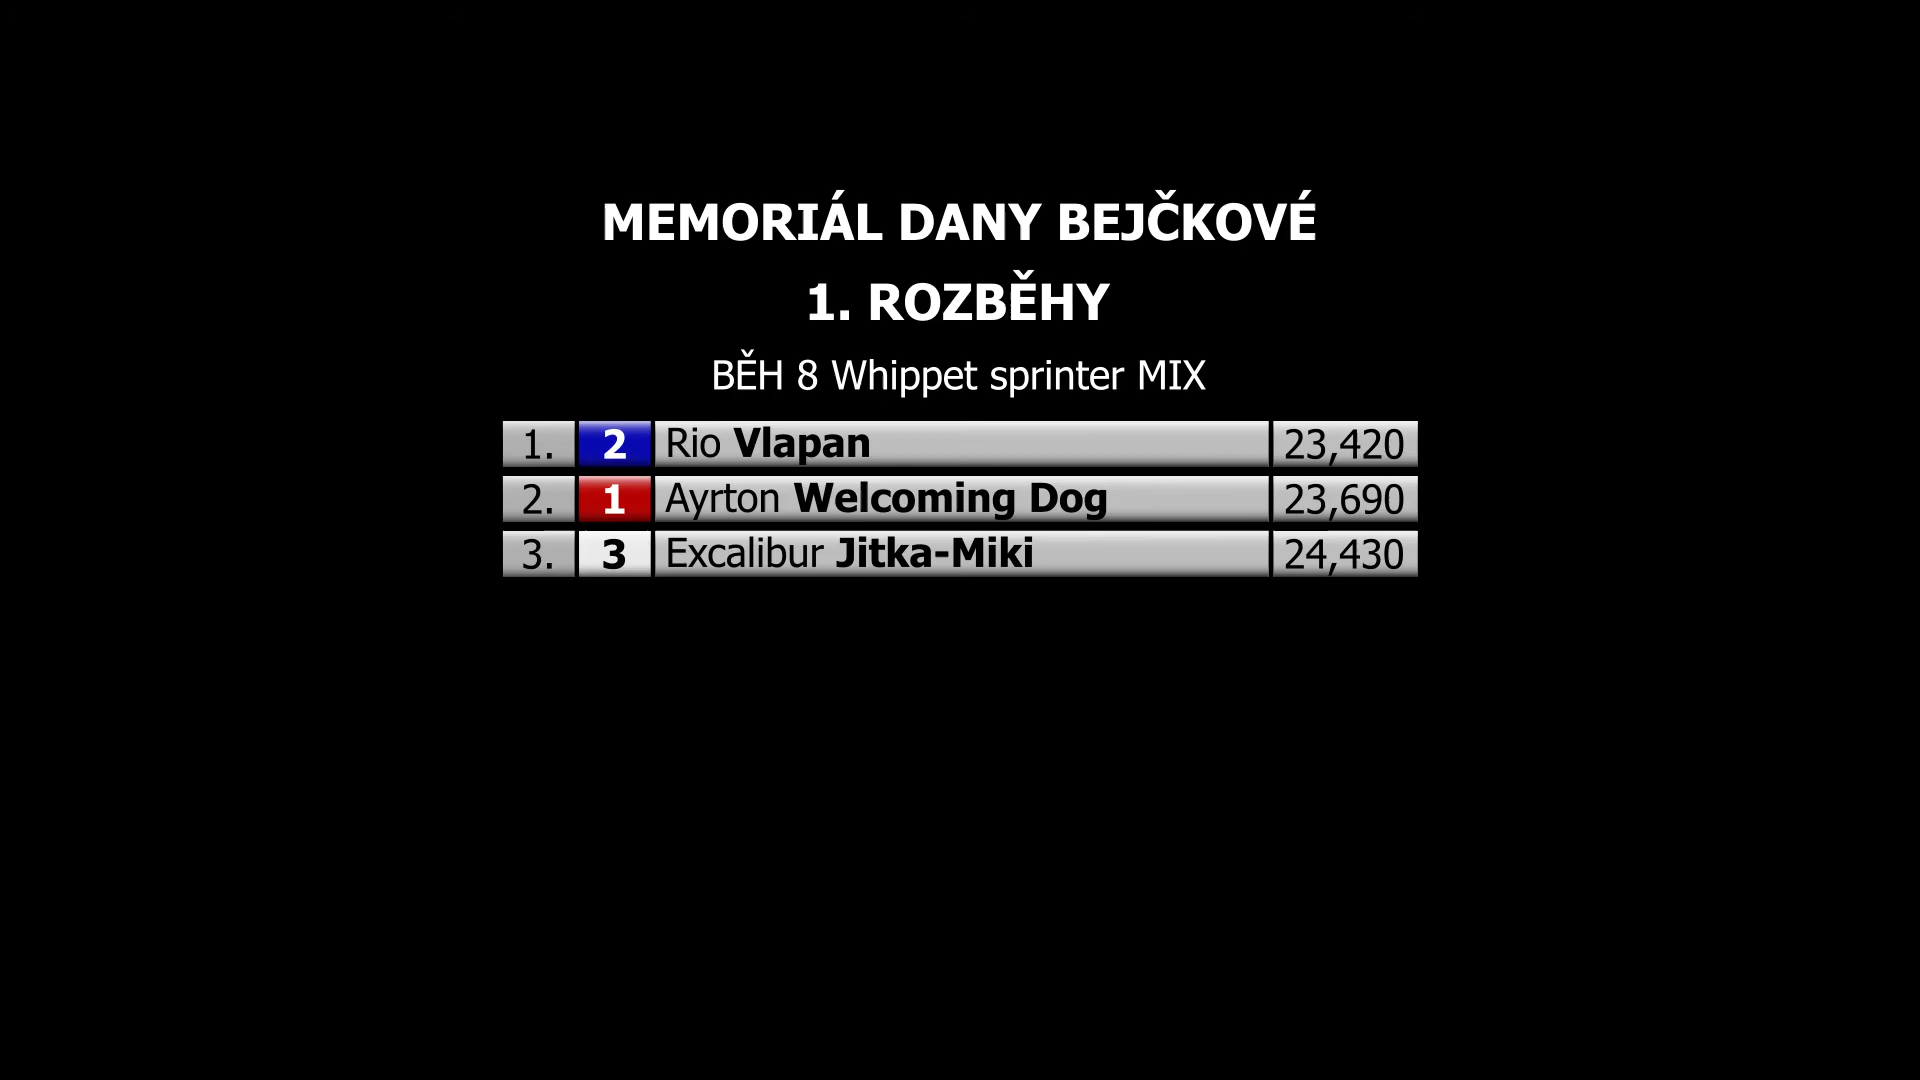 MEMORIÁL DANY BEJČKOVÉ
1. ROZBĚHY
BĚH 8 Whippet sprinter MIX
1. 2 Rio Vlapan 23,420
2. 1 Ayrton Welcoming Dog 23,690
3. 3 Excalibur Jitka-Miki 24,430